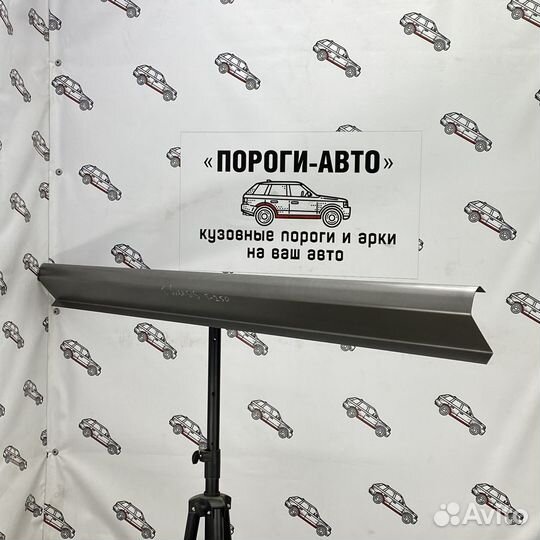 «ПОРОГИ-АВТО»
кузовные пороги и арки
на ваш авто
Avito